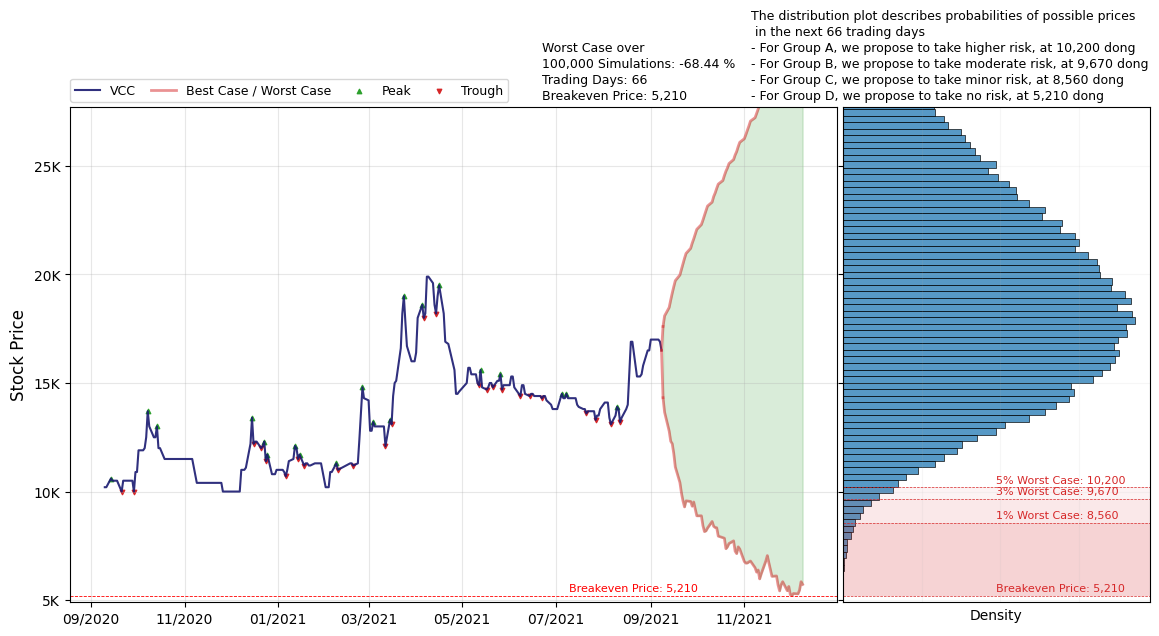 The distribution plot describes probabilities of possible prices
in the next 66 trading days
- For Group A, we propose to take higher risk, at 10,200 dong
- For Group B, we propose to take moderate risk, at 9,670 dong
- For Group C, we propose to take minor risk, at 8,560 dong
- For Group D, we propose to take no risk, at 5,210 dong
Worst Case over
100,000 Simulations: -68.44 %
Trading Days: 66
Breakeven Price: 5,210
VCC
Best Case / Worst Case
Peak
Trough
Stock Price
25K
20K
15K
10K
5K
09/2020
11/2020
01/2021
03/2021
05/2021
07/2021
09/2021
11/2021
Breakeven Price: 5,210
5% Worst Case: 10,200
3% Worst Case: 9,670
1% Worst Case: 8,560
Breakeven Price: 5,210
Density